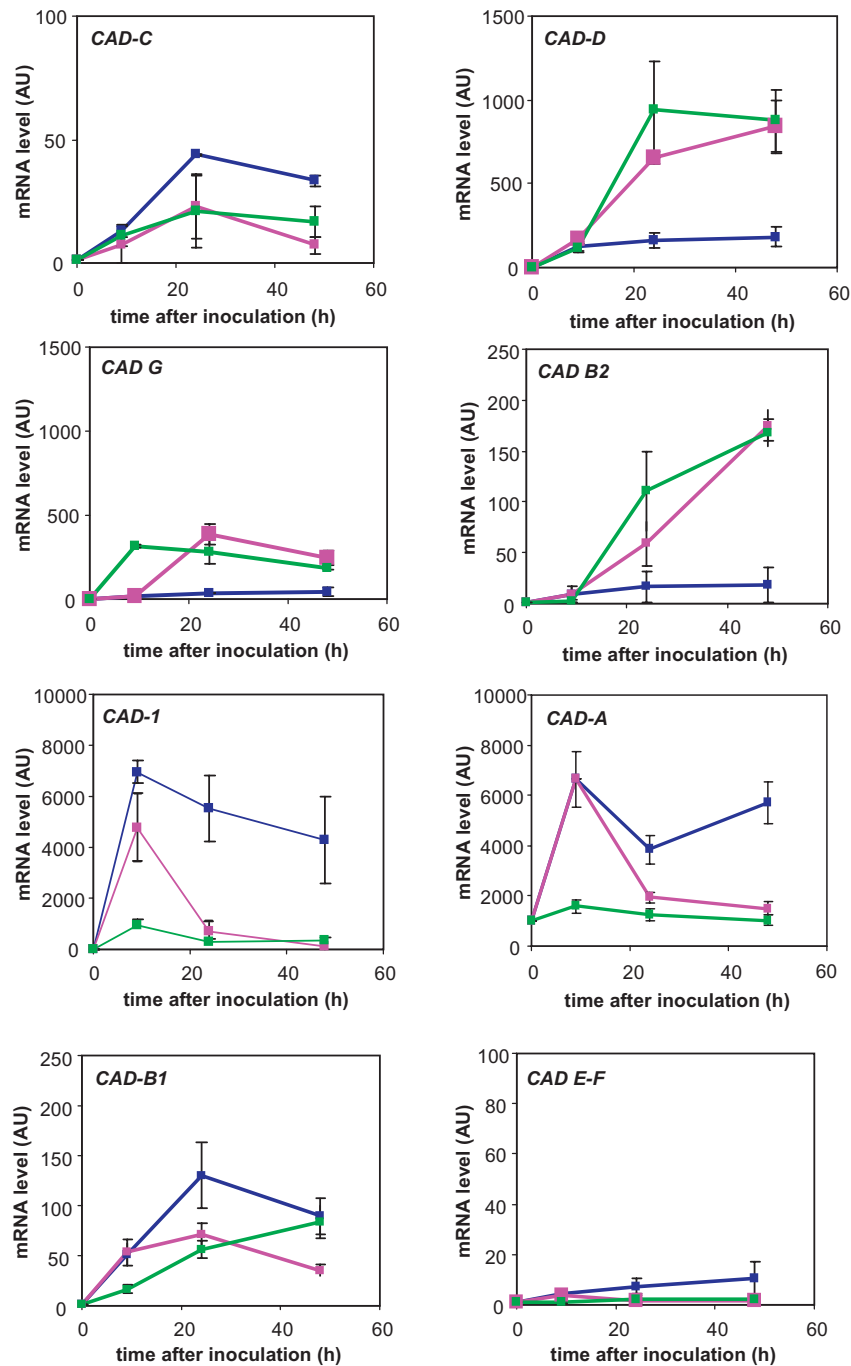 CAD-C
mRNA level (AU)
100
50
0
0 20 40 60
time after inoculation (h)
CAD-D
mRNA level (AU)
1500
1000
500
0
0 20 40 60
time after inoculation (h)
CAD G
mRNA level (AU)
1500
1000
500
0
0 20 40 60
time after inoculation (h)
CAD B2
mRNA level (AU)
250
200
150
100
50
0
0 20 40 60
time after inoculation (h)
CAD-1
mRNA level (AU)
10000
8000
6000
4000
2000
0
0 20 40 60
time after inoculation (h)
CAD-A
mRNA level (AU)
10000
8000
6000
4000
2000
0
0 20 40 60
time after inoculation (h)
CAD-B1
mRNA level (AU)
250
200
150
100
50
0
0 20 40 60
time after inoculation (h)
CAD E-F
mRNA level (AU)
100
80
60
40
20
0
0 20 40 60
time after inoculation (h)